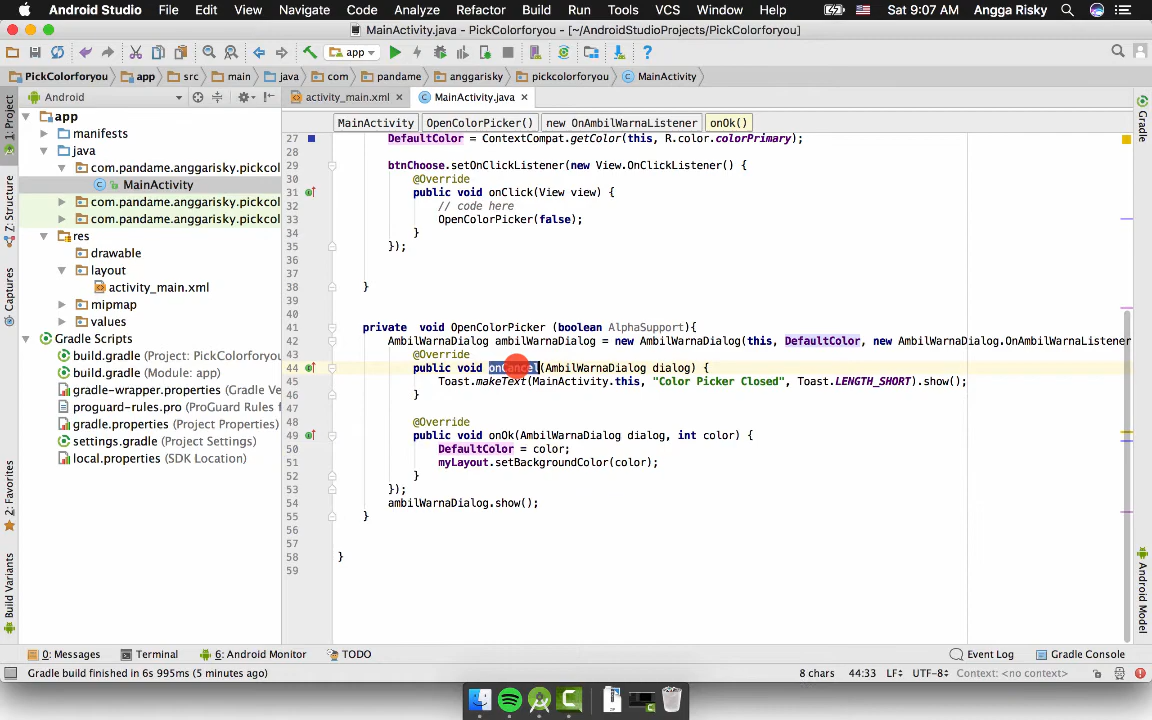 Android Studio File Edit View Navigate Code Analyze Refactor Build Run Tools VCS Window Help Sat 9:07 AM Angga Risky
MainActivity.java - PickColorforyou - [~/AndroidStudioProjects/PickColorforyou]
app
PickColorforyou app src main java com pandame anggarisky pickcolorforyou MainActivity
Android activity_main.xml MainActivity.java
MainActivity OpenColorPicker() new OnAmbilWarnaListener onOk()
app
manifests
java
com.pandame.anggarisky.pickcol
MainActivity
com.pandame.anggarisky.pickcol
com.pandame.anggarisky.pickcol
res
drawable
layout
activity_main.xml
mipmap
values
Gradle Scripts
build.gradle (Project: PickColorforyou
build.gradle (Module: app)
gradle-wrapper.properties (Gradle Ve
proguard-rules.pro (ProGuard Rules f
gradle.properties (Project Properties)
settings.gradle (Project Settings)
local.properties (SDK Location)
27 DefaultColor = ContextCompat.getColor(this, R.color.colorPrimary);
28
29 btnChoose.setOnClickListener(new View.OnClickListener() {
30 @Override
31 public void onClick(View view) {
32 // code here
33 OpenColorPicker(false);
34 }
35 });
36
37
38 }
39
40
41 private void OpenColorPicker (boolean AlphaSupport){
42 AmbilWarnaDialog ambilWarnaDialog = new AmbilWarnaDialog(this, DefaultColor, new AmbilWarnaDialog.OnAmbilWarnaListener
43 @Override
44 public void onCancel(AmbilWarnaDialog dialog) {
45 Toast.makeText(MainActivity.this, "Color Picker Closed", Toast.LENGTH_SHORT).show();
46 }
47
48 @Override
49 public void onOk(AmbilWarnaDialog dialog, int color) {
50 DefaultColor = color;
51 myLayout.setBackgroundColor(color);
52 }
53 });
54 ambilWarnaDialog.show();
55 }
56
57
58 }
59
1: Project
Z: Structure
Captures
2: Favorites
Build Variants
Gradle
Android Model
0: Messages Terminal 6: Android Monitor TODO Event Log Gradle Console
Gradle build finished in 6s 995ms (5 minutes ago) 8 chars 44:33 LF UTF-8 Context: <no context>